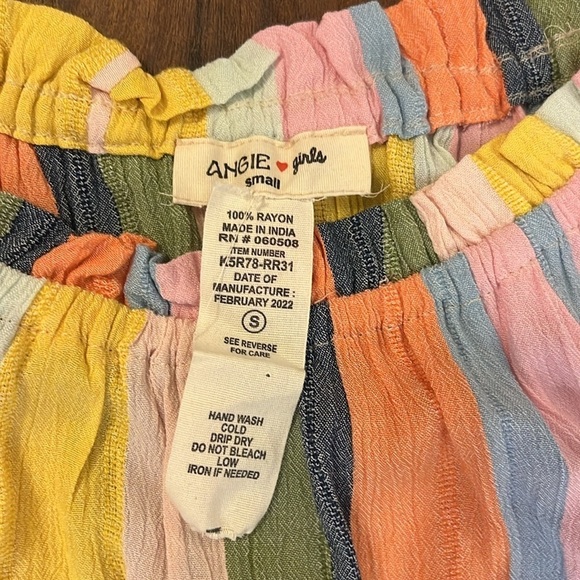 ANGIE ♥ girls
small
100% RAYON
MADE IN INDIA
RN # 060508
ITEM NUMBER
K5R78-RR31
DATE OF
MANUFACTURE :
FEBRUARY 2022
S
SEE REVERSE
FOR CARE
HAND WASH
COLD
DRIP DRY
DO NOT BLEACH
LOW
IRON IF NEEDED